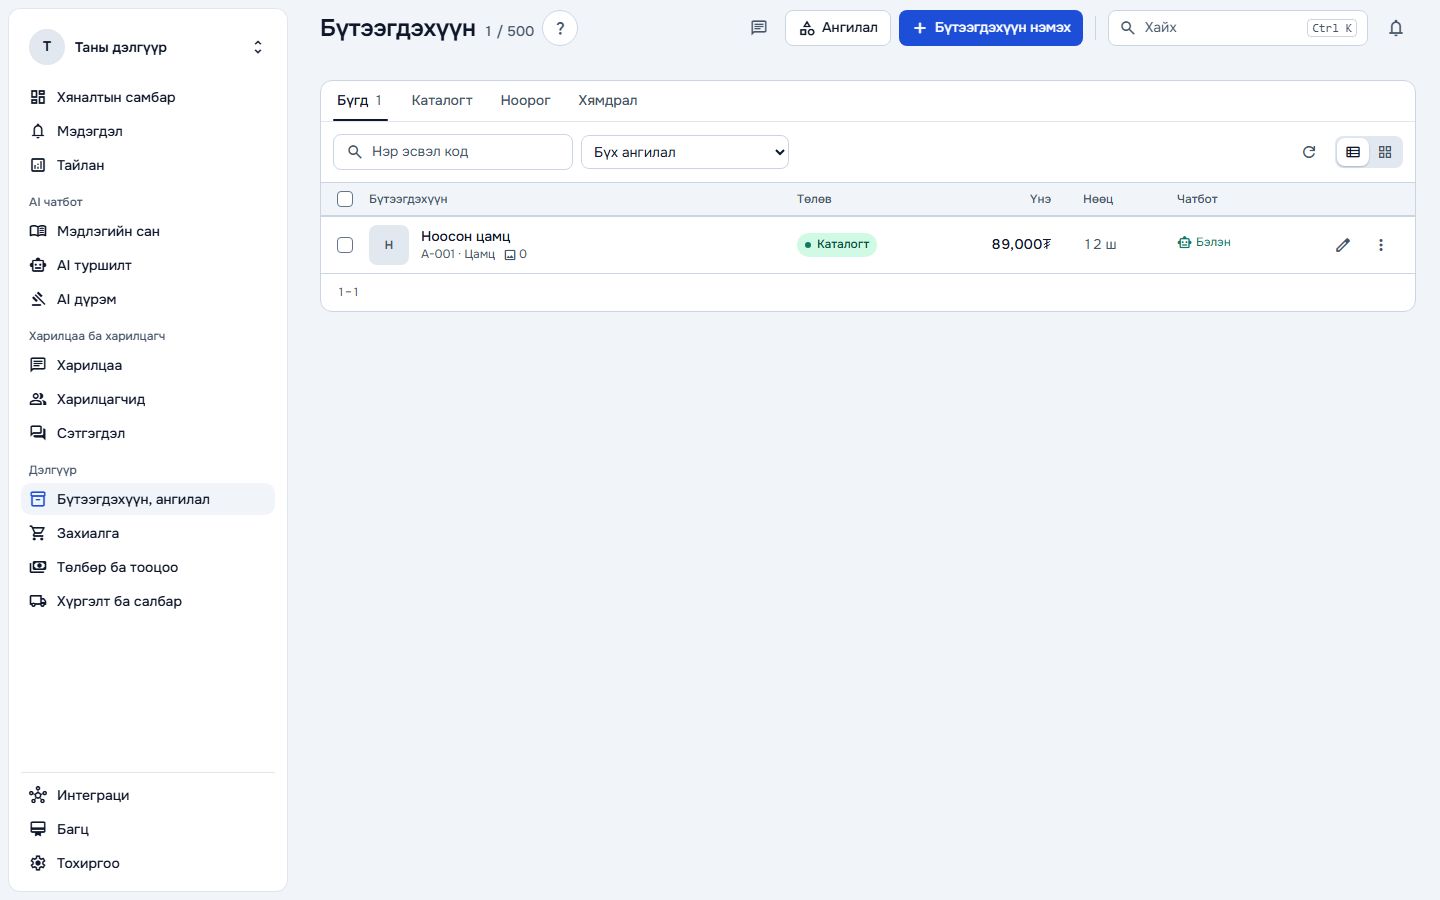 Т Таны дэлгүүр
Хяналтын самбар
Мэдэгдэл
Тайлан
AI чатбот
Мэдлэгийн сан
AI туршилт
AI дүрэм
Харилцаа ба харилцагч
Харилцаа
Харилцагчид
Сэтгэгдэл
Дэлгүүр
Бүтээгдэхүүн, ангилал
Захиалга
Төлбөр ба тооцоо
Хүргэлт ба салбар
Интеграци
Багц
Тохиргоо
Бүтээгдэхүүн 1 / 500 ? Ангилал + Бүтээгдэхүүн нэмэх Хайх Ctrl K
Бүгд 1 Каталогт Ноорог Хямдрал
Нэр эсвэл код Бүх ангилал
Бүтээгдэхүүн Төлөв Үнэ Нөөц Чатбот
Н Ноосон цамц Каталогт 89,000₮ 12 ш Бэлэн
A-001 · Цамц 0
1–1